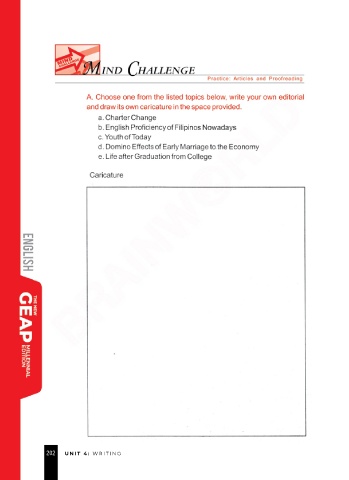 MIND
MIND CHALLENGE
Practice: Articles and Proofreading
A. Choose one from the listed topics below, write your own editorial
and draw its own caricature in the space provided.
a. Charter Change
b. English Proficiency of Filipinos Nowadays
c. Youth of Today
d. Domino Effects of Early Marriage to the Economy
e. Life after Graduation from College
Caricature
ENGLISH
THE NEW
GEAP
MILLENNIAL
EDITION
BRAINWORLD
202 UNIT 4: WRITING